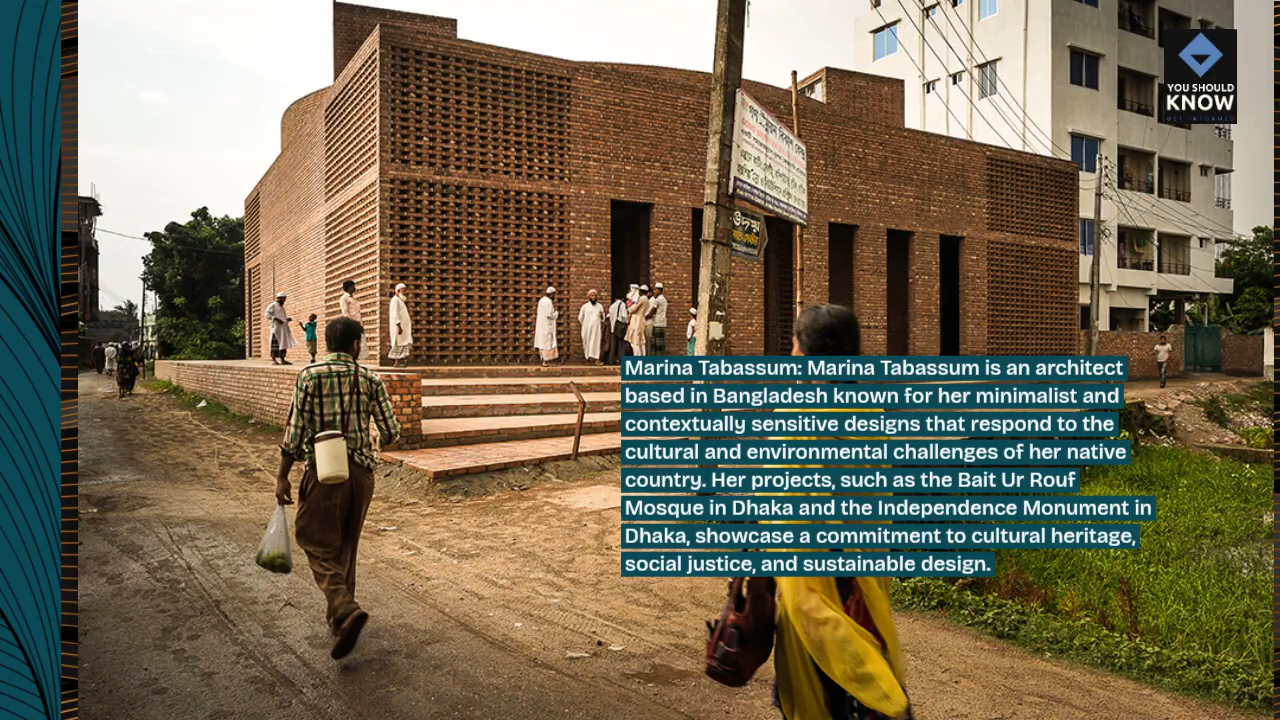 YOU SHOULD
KNOW
GET INFORMED
Marina Tabassum: Marina Tabassum is an architect
based in Bangladesh known for her minimalist and
contextually sensitive designs that respond to the
cultural and environmental challenges of her native
country. Her projects, such as the Bait Ur Rouf
Mosque in Dhaka and the Independence Monument in
Dhaka, showcase a commitment to cultural heritage,
social justice, and sustainable design.